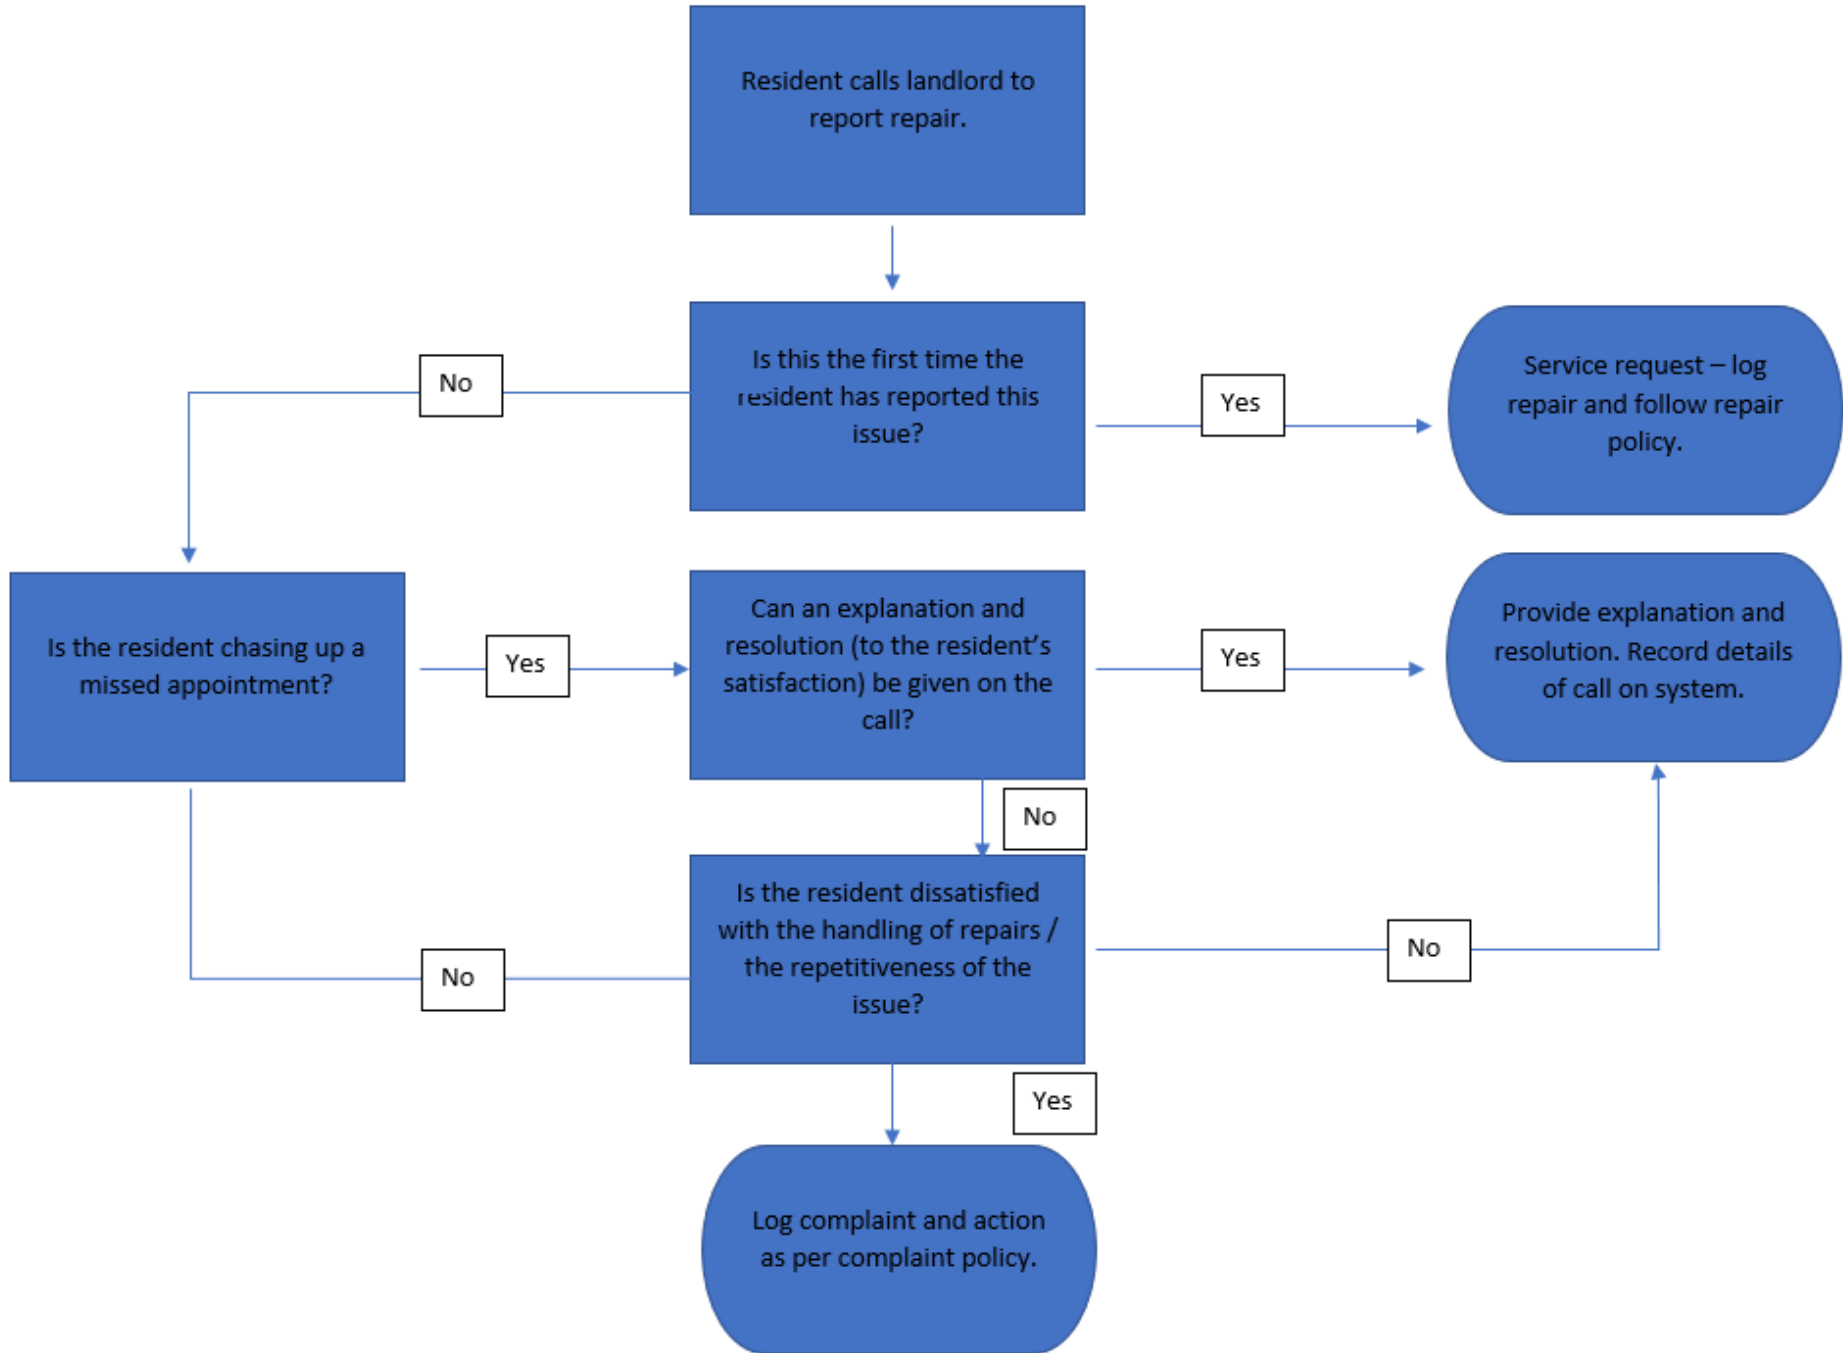 Resident calls landlord to
report repair.
Is this the first time the
resident has reported this
issue?
No
Yes
Service request – log
repair and follow repair
policy.
Is the resident chasing up a
missed appointment?
Yes
Can an explanation and
resolution (to the resident’s
satisfaction) be given on the
call?
Yes
Provide explanation and
resolution. Record details
of call on system.
No
Is the resident dissatisfied
with the handling of repairs /
the repetitiveness of the
issue?
No
No
Yes
Log complaint and action
as per complaint policy.